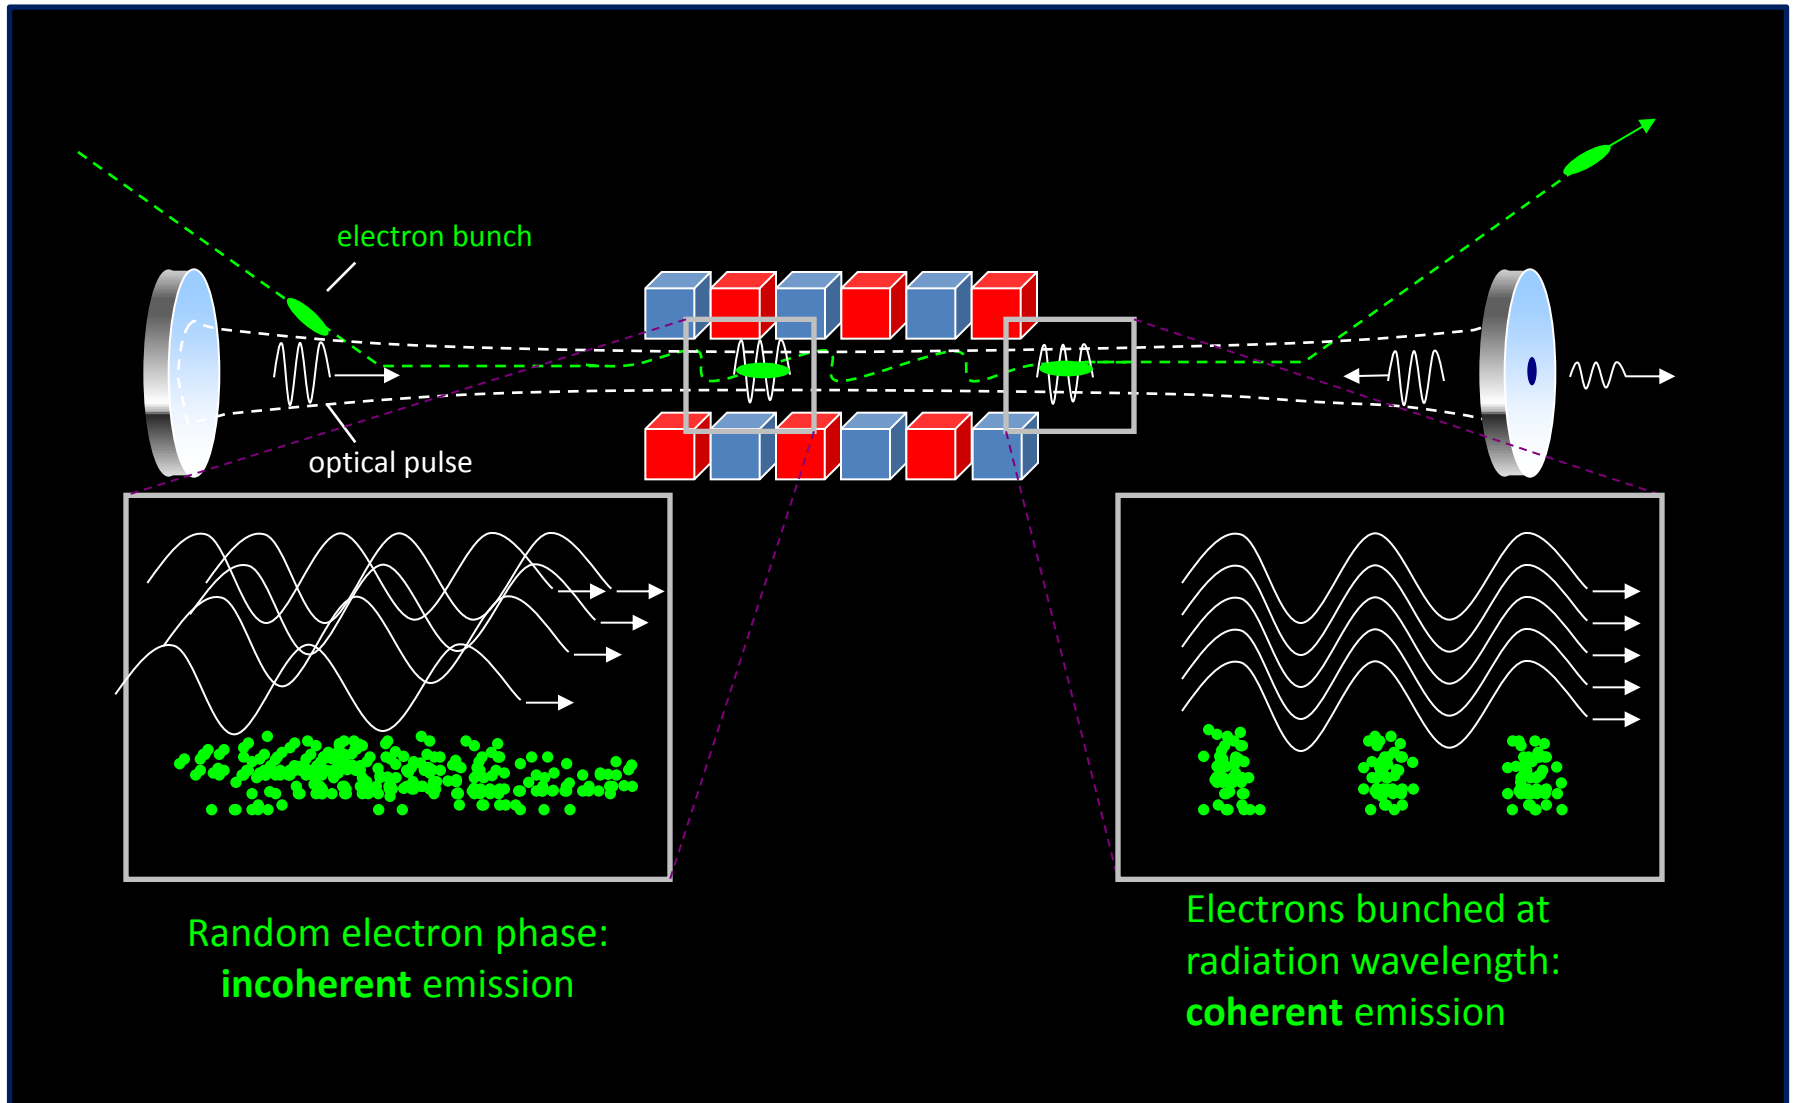 electron bunch
optical pulse
Random electron phase:
incoherent emission
Electrons bunched at
radiation wavelength:
coherent emission